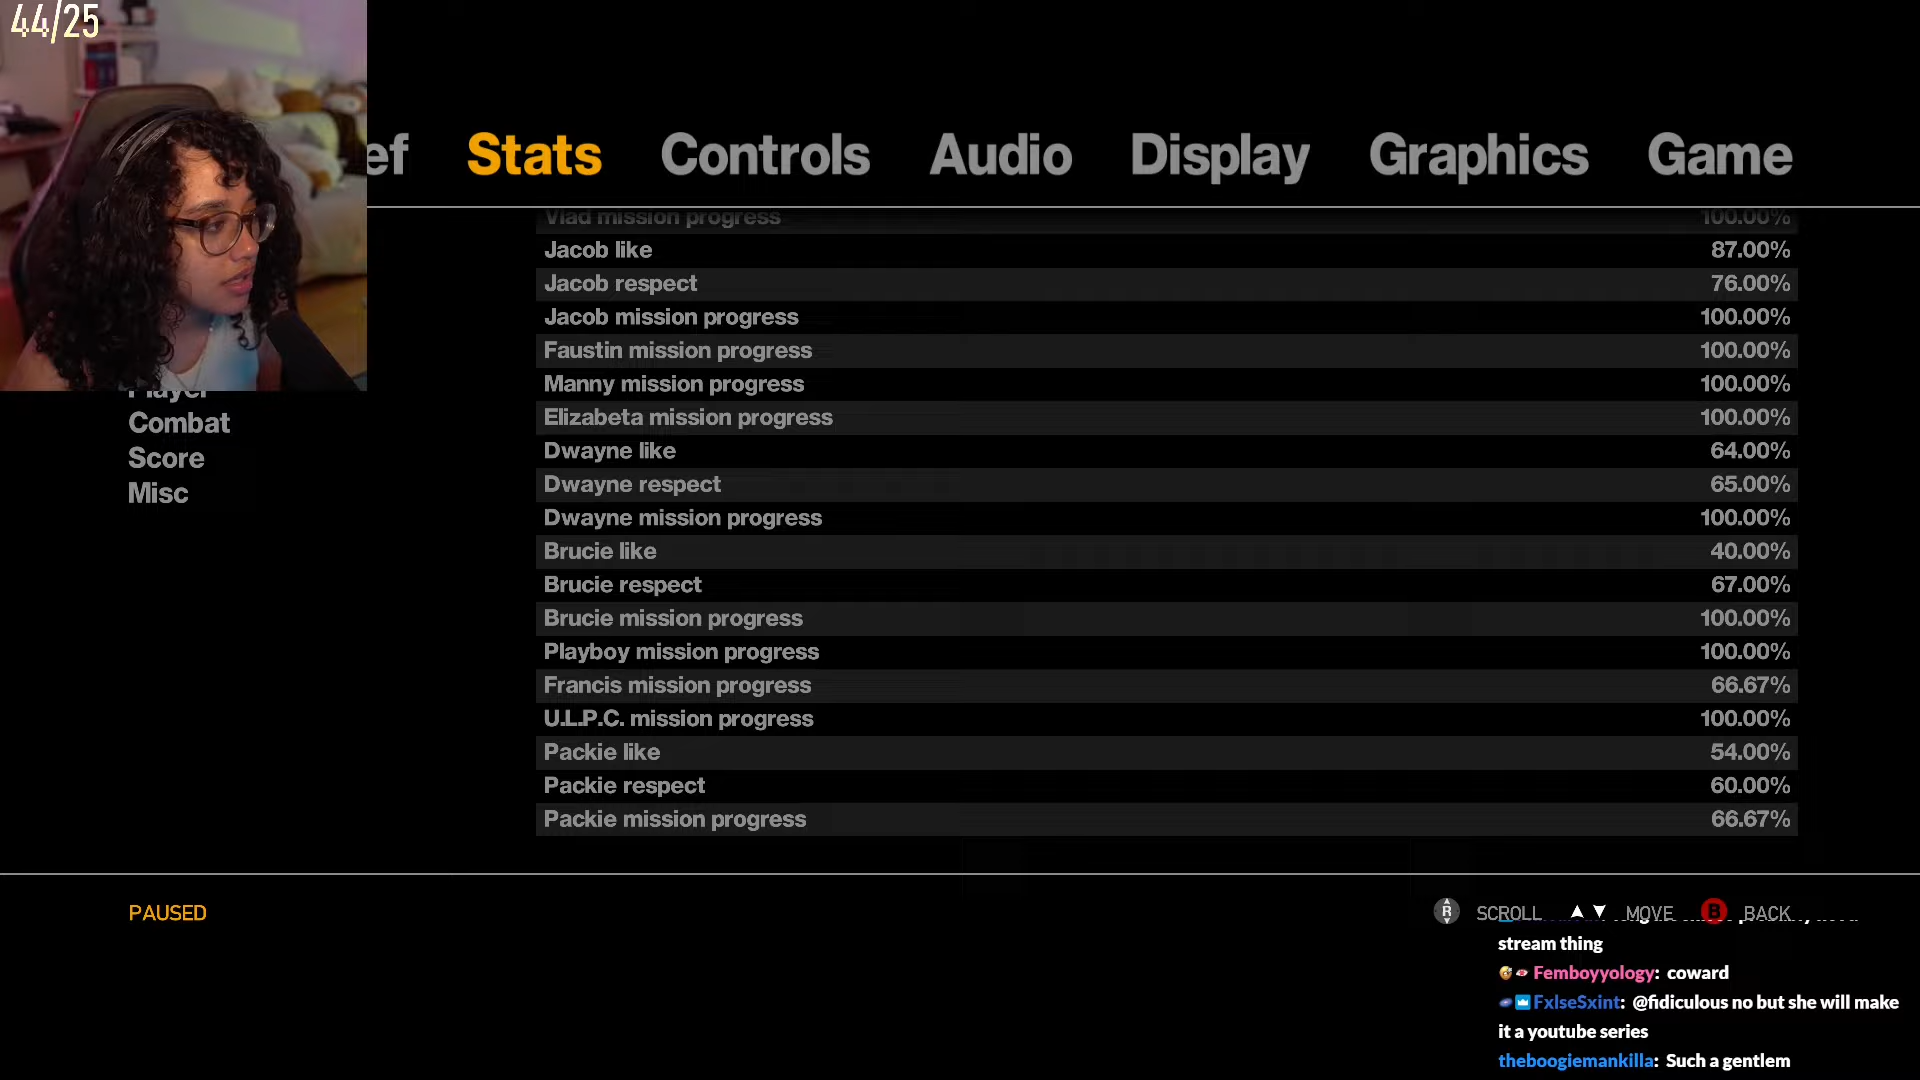 44/25
ef Stats Controls Audio Display Graphics Game
Vlad mission progress 100.00%
Jacob like 87.00%
Jacob respect 76.00%
Jacob mission progress 100.00%
Faustin mission progress 100.00%
Manny mission progress 100.00%
Elizabeta mission progress 100.00%
Dwayne like 64.00%
Dwayne respect 65.00%
Dwayne mission progress 100.00%
Brucie like 40.00%
Brucie respect 67.00%
Brucie mission progress 100.00%
Playboy mission progress 100.00%
Francis mission progress 66.67%
U.L.P.C. mission progress 100.00%
Packie like 54.00%
Packie respect 60.00%
Packie mission progress 66.67%
Player
Combat
Score
Misc
PAUSED
R SCROLL MOVE B BACK
stream thing
Femboyyology: coward
FxlseSxint: @fidiculous no but she will make
it a youtube series
theboogiemankilla: Such a gentlem